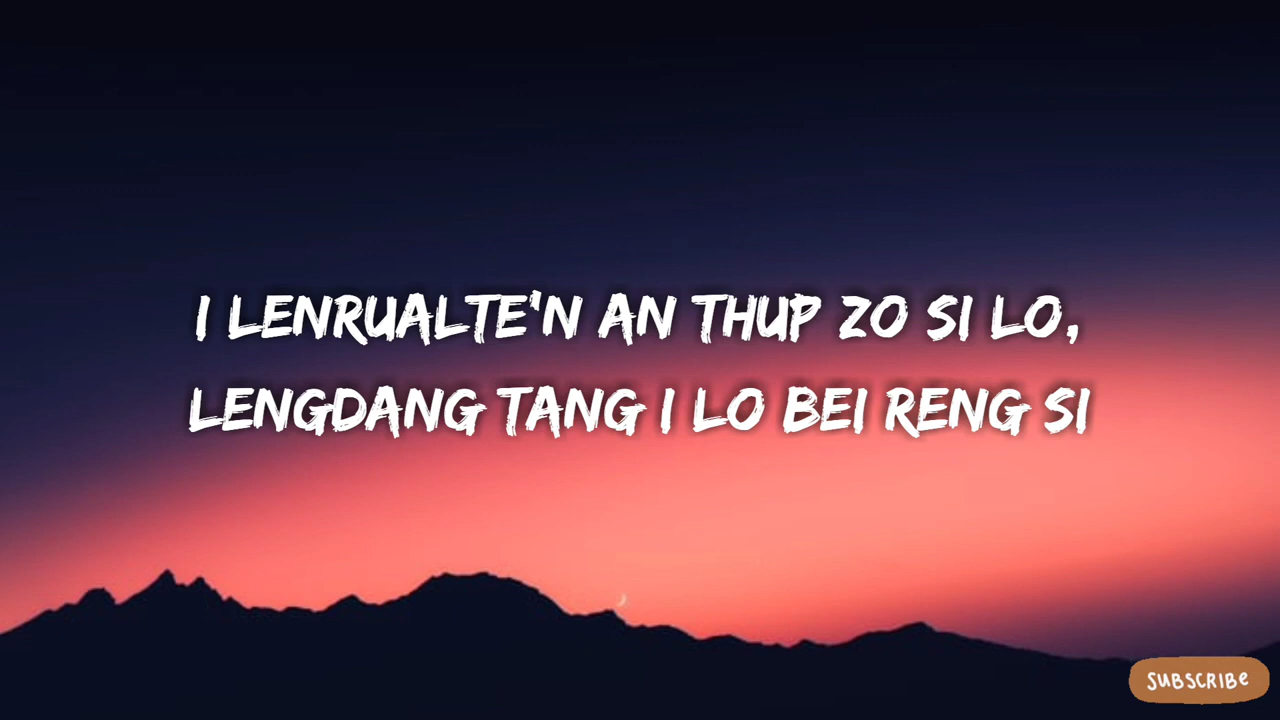 I LENRUALTE'N AN THUP ZO SI LO,
LENGDANG TANG I LO BEI RENG SI
SUBSCRIBE